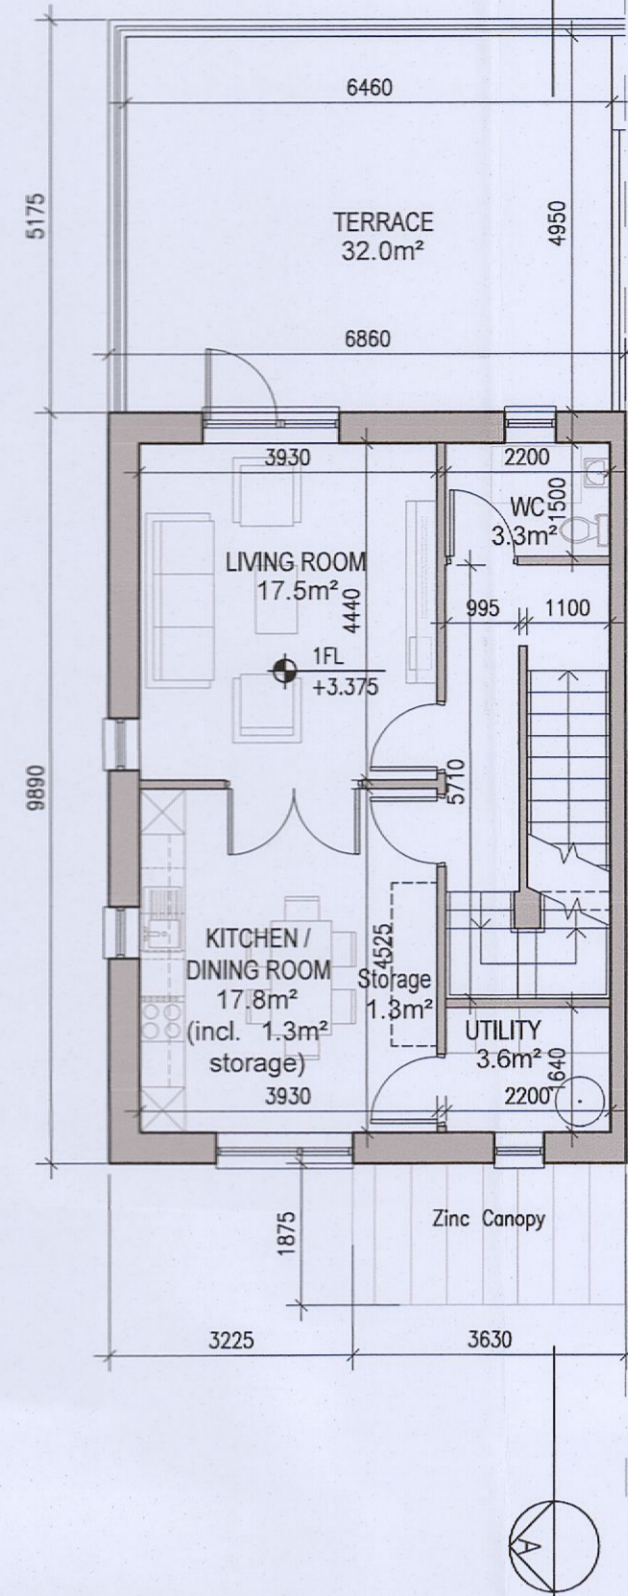 6460
5175
TERRACE
32.0m²
4950
6860
3930
2200
WC
3.3m²
1500
LIVING ROOM
17.5m²
4440
995
1100
1FL
+3.375
9890
5710
KITCHEN /
DINING ROOM
17.8m²
(incl. 1.3m²
storage)
4525
Storage
1.3m²
UTILITY
3.6m²
1640
3930
2200
Zinc Canopy
1875
3225
3630
A